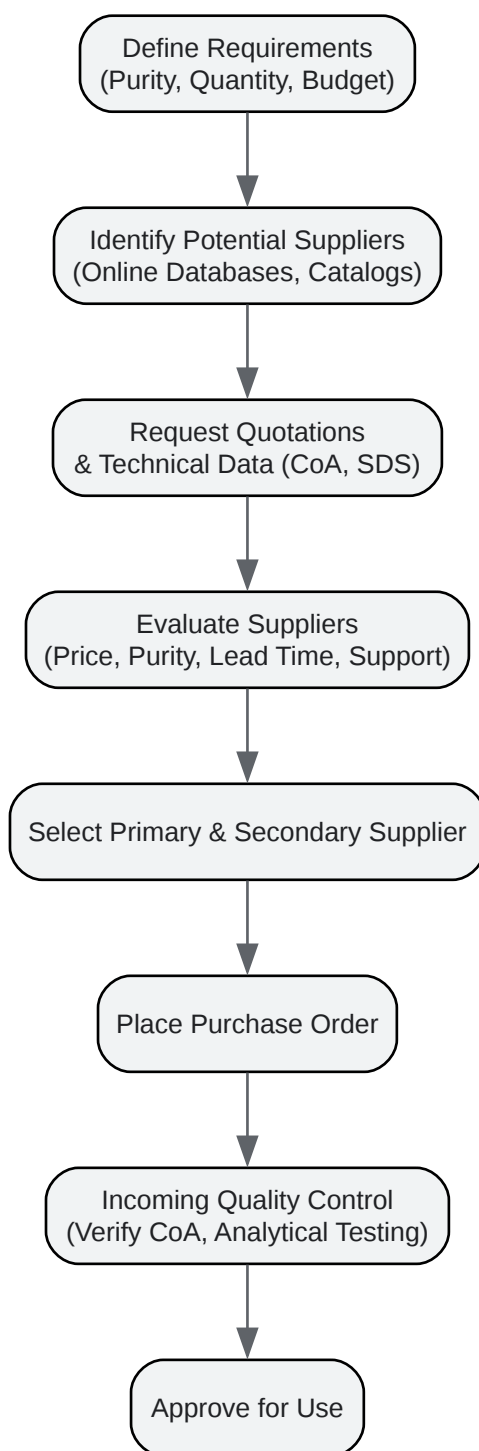 Define Requirements
(Purity, Quantity, Budget)
Identify Potential Suppliers
(Online Databases, Catalogs)
Request Quotations
& Technical Data (CoA, SDS)
Evaluate Suppliers
(Price, Purity, Lead Time, Support)
Select Primary & Secondary Supplier
Place Purchase Order
Incoming Quality Control
(Verify CoA, Analytical Testing)
Approve for Use